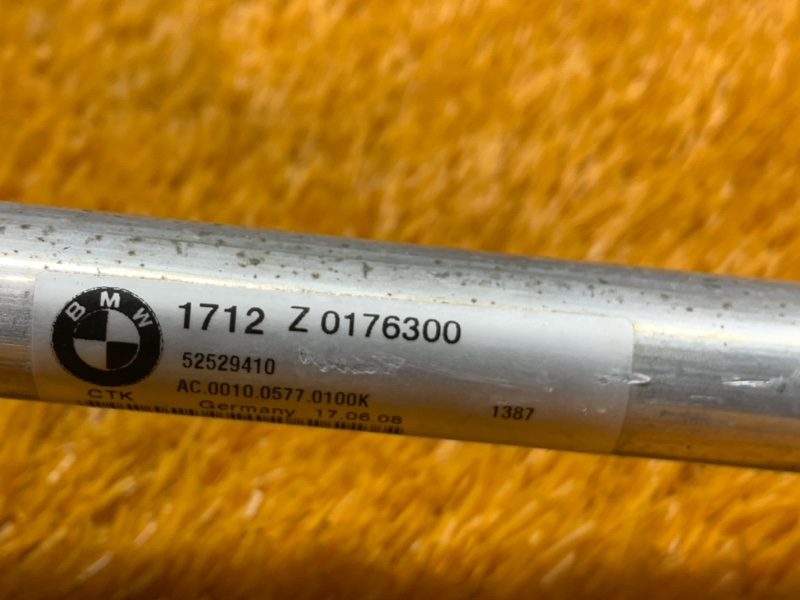 BMW
1712 Z 0176300
52529410
AC.0010.0577.0100K
CTK
Germany 17.06.08
1387